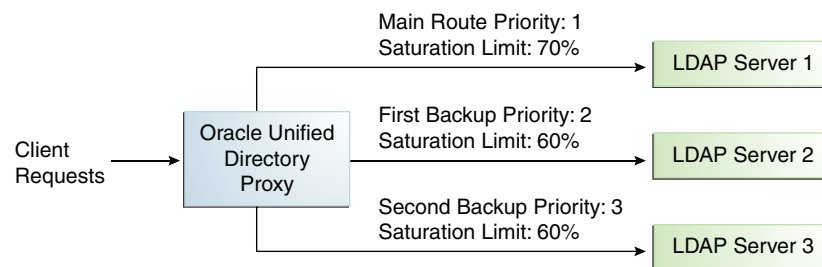 Main Route Priority: 1
Saturation Limit: 70%
LDAP Server 1
Client
Requests
Oracle Unified
Directory
Proxy
First Backup Priority: 2
Saturation Limit: 60%
LDAP Server 2
Second Backup Priority: 3
Saturation Limit: 60%
LDAP Server 3